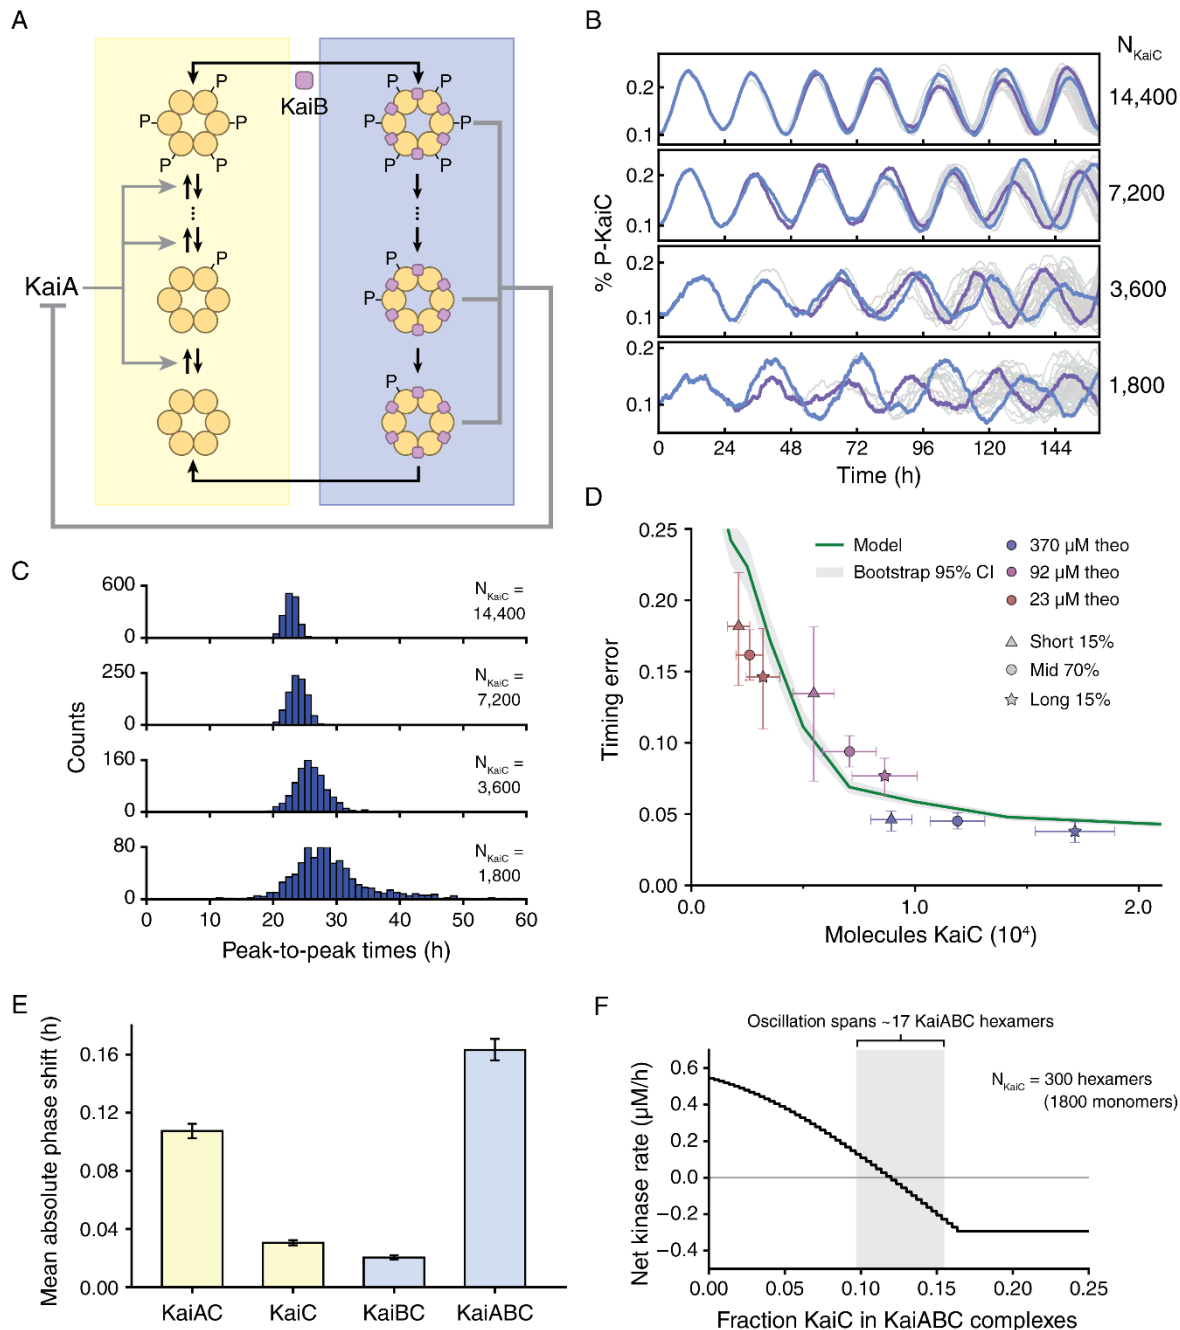 A
P
P
KaiB
P
P
P
P
P
P
P
P
P
P
P
P
KaiA
P
B
N_KaiC
0.2
0.1
14,400
0.2
0.1
7,200
0.2
0.1
3,600
0.2
0.1
1,800
% P-KaiC
0 24 48 72 96 120 144
Time (h)
C
600
0
N_KaiC =
14,400
250
0
N_KaiC =
7,200
160
0
N_KaiC =
3,600
80
0
N_KaiC =
1,800
Counts
0 10 20 30 40 50 60
Peak-to-peak times (h)
D
0.25
0.20
0.15
0.10
0.05
0.00
Timing error
Model
Bootstrap 95% CI
370 µM theo
92 µM theo
23 µM theo
Short 15%
Mid 70%
Long 15%
0.0 1.0 2.0
Molecules KaiC (10⁴)
E
0.16
0.12
0.08
0.04
0.00
Mean absolute phase shift (h)
KaiAC KaiC KaiBC KaiABC
F
Oscillation spans ~17 KaiABC hexamers
N_KaiC = 300 hexamers
(1800 monomers)
0.6
0.4
0.2
0.0
−0.2
−0.4
Net kinase rate (µM/h)
0.00 0.05 0.10 0.15 0.20 0.25
Fraction KaiC in KaiABC complexes